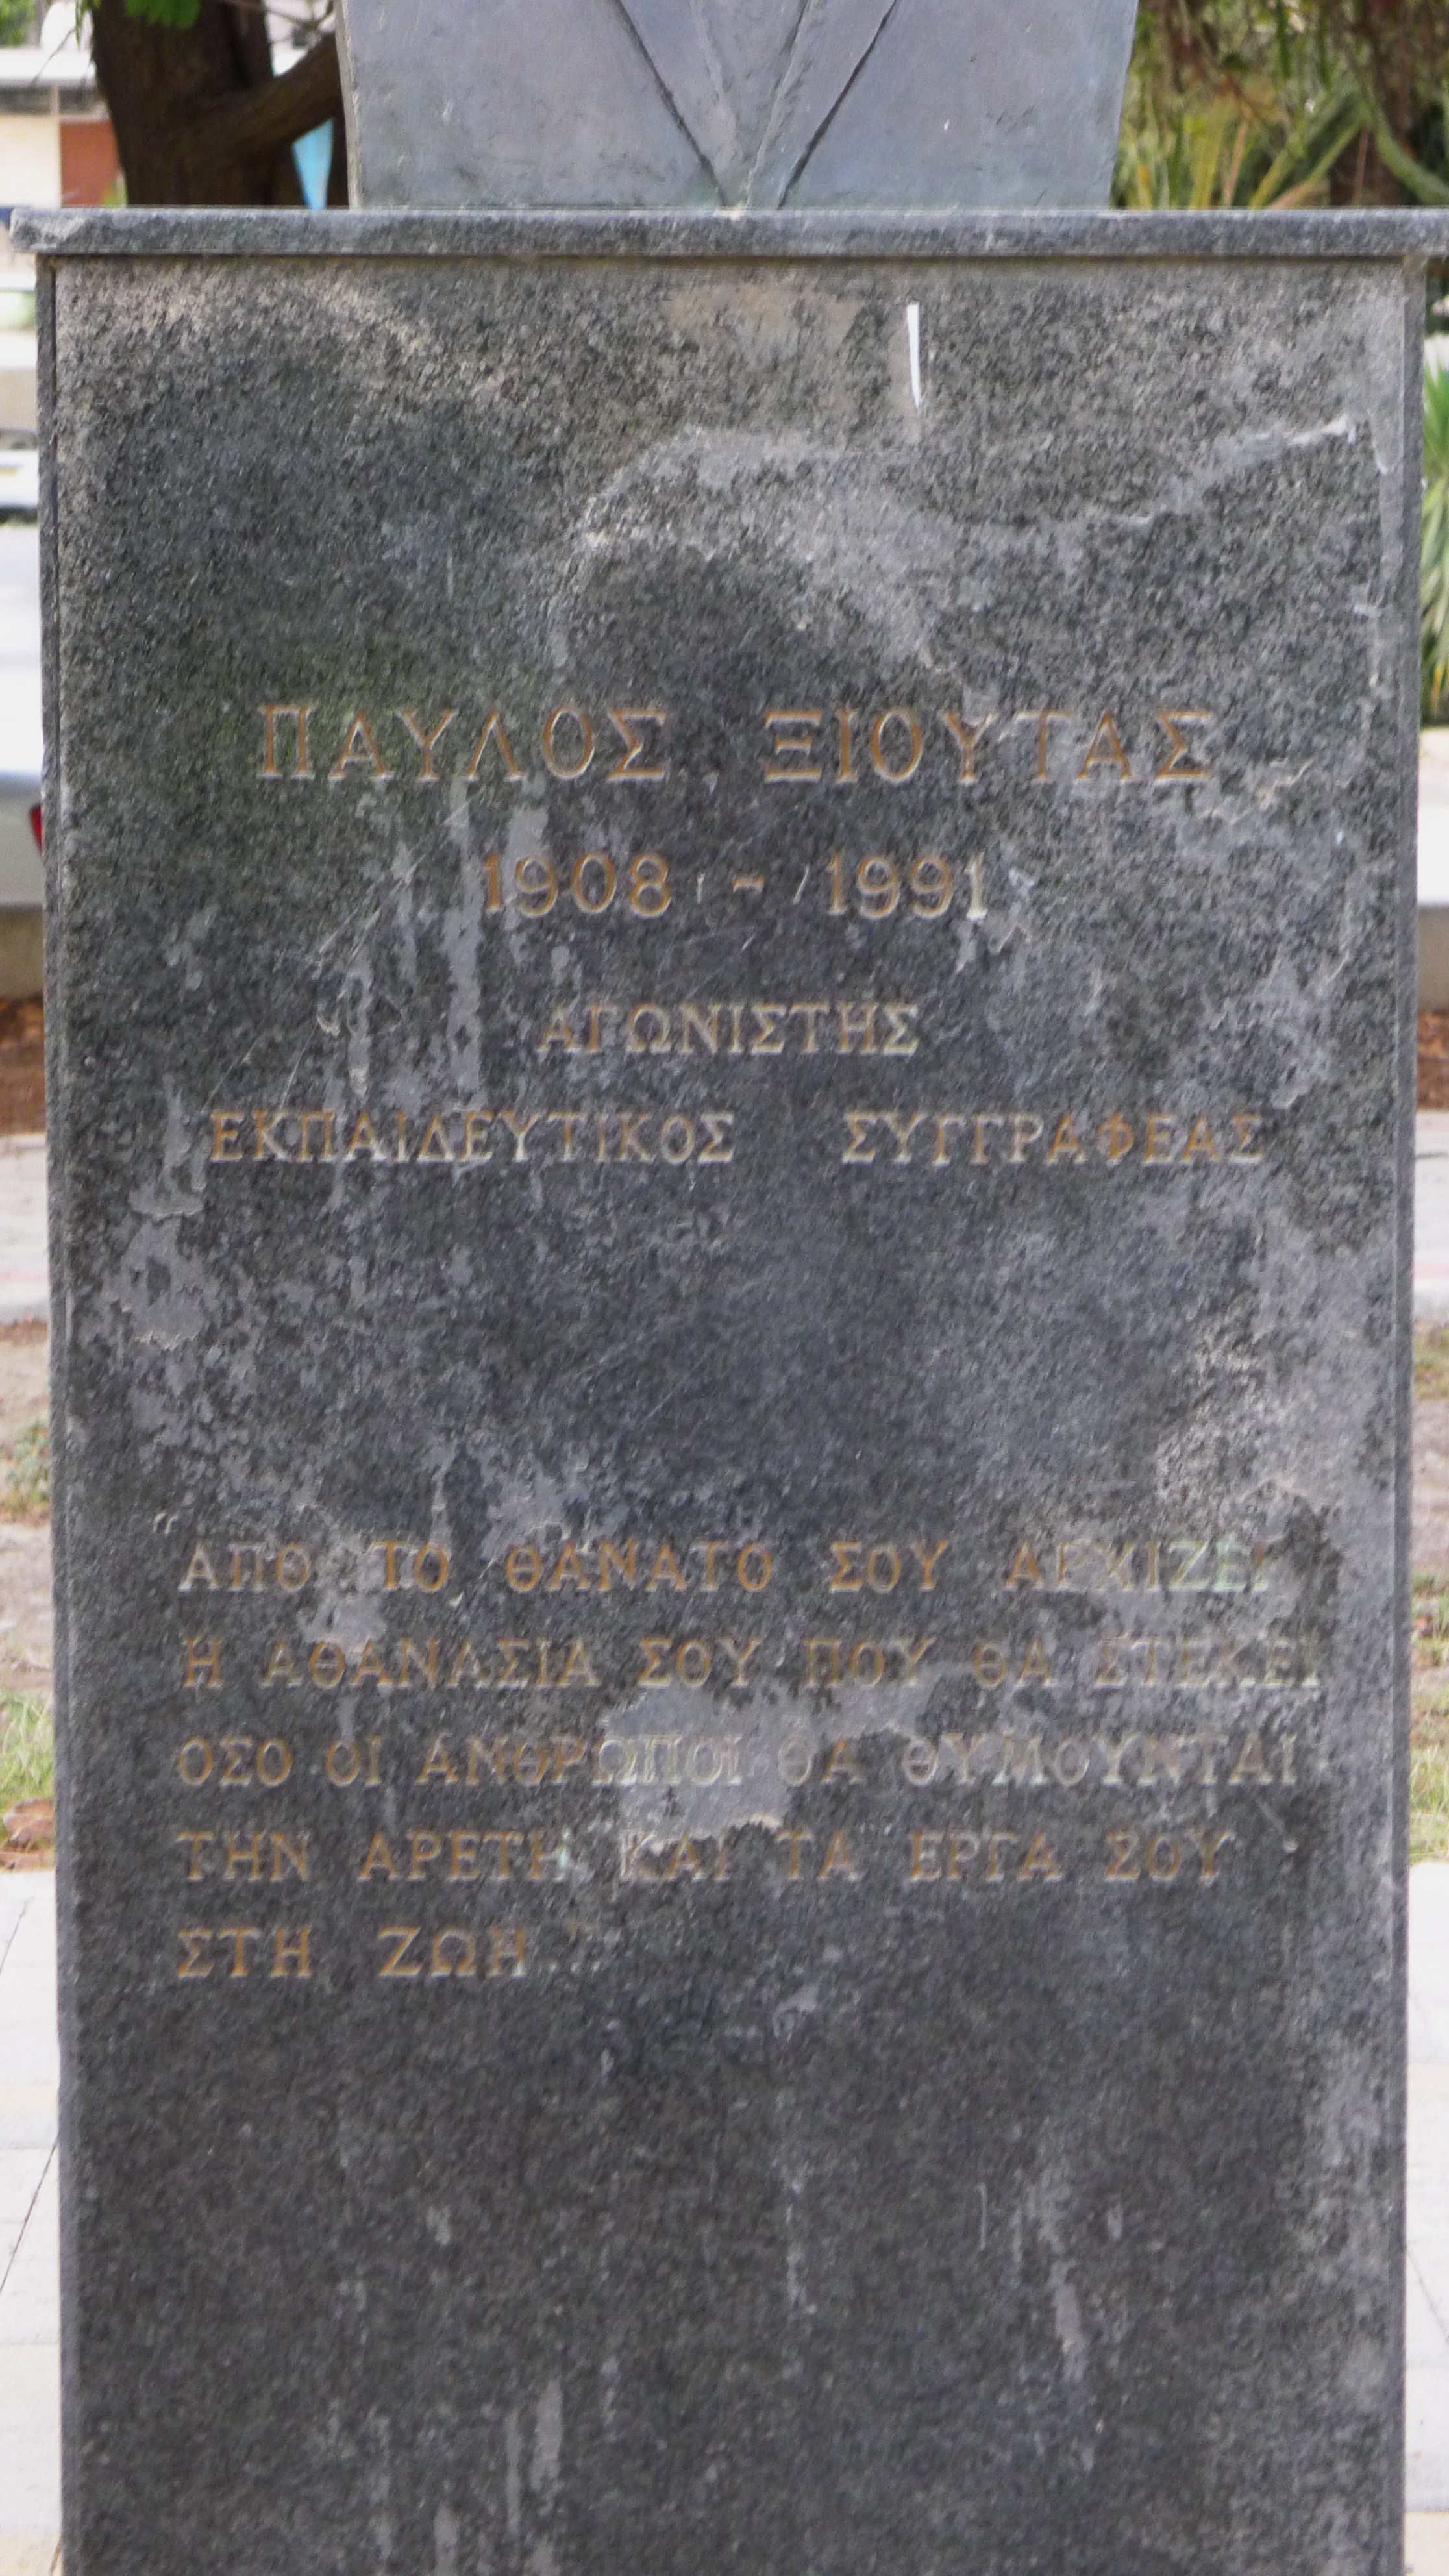 ΠΑΥΛΟΣ ΞΙΟΥΤΑΣ
1908 - 1991
ΑΓΩΝΙΣΤΗΣ
ΕΚΠΑΙΔΕΥΤΙΚΟΣ ΣΥΓΓΡΑΦΕΑΣ
"ΑΠΟ ΤΟ ΘΑΝΑΤΟ ΣΟΥ ΑΡΧΙΖΕΙ
Η ΑΘΑΝΑΣΙΑ ΣΟΥ ΠΟΥ ΘΑ ΣΤΕΚΕΙ
ΟΣΟ ΟΙ ΑΝΘΡΩΠΟΙ ΘΑ ΘΥΜΟΥΝΤΑΙ
ΤΗΝ ΑΡΕΤΗ ΚΑΙ ΤΑ ΕΡΓΑ ΣΟΥ
ΣΤΗ ΖΩΗ"